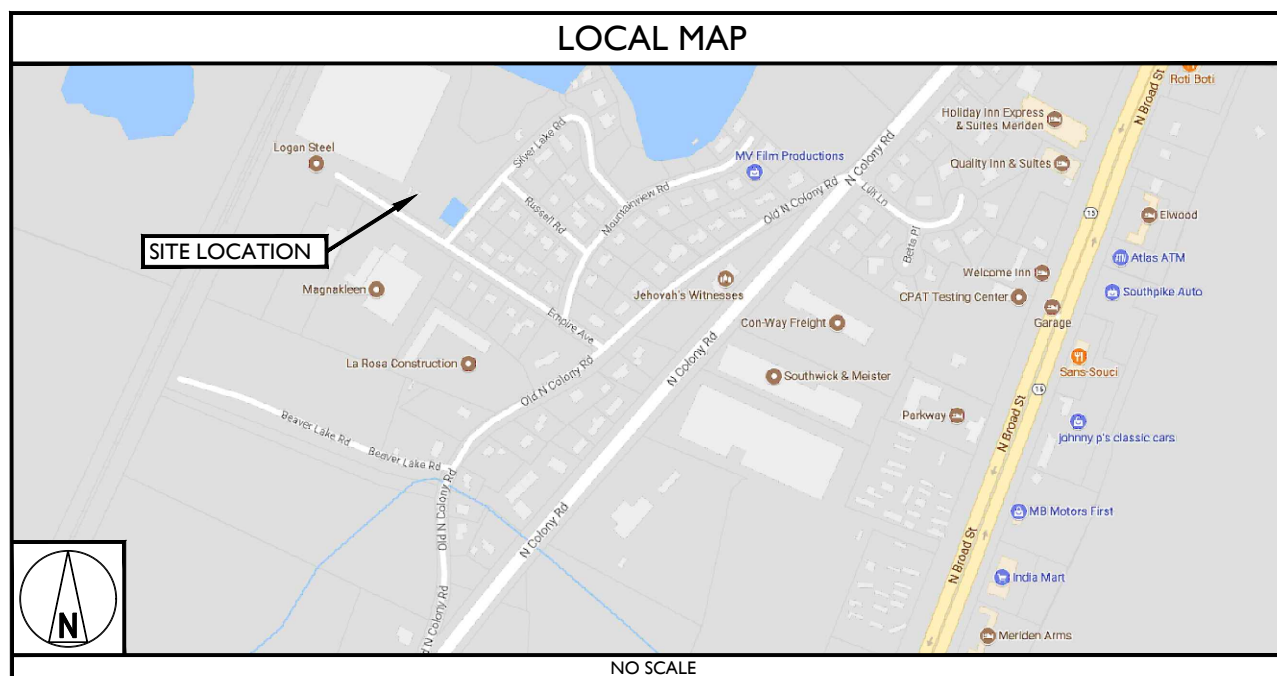 LOCAL MAP
Roti Boti
N Broad St
Holiday Inn Express
& Suites Meriden
Logan Steel
Silver Lake Rd
MV Film Productions
N Colony Rd
Quality Inn & Suites
Russell Rd
Mountainview Rd
Old N Colony Rd
Luk Ln
15
Elwood
SITE LOCATION
Betta Pl
Atlas ATM
Magnakleen
Jehovah's Witnesses
Welcome Inn
CPAT Testing Center
Southpike Auto
Garage
Empire Ave
Con-Way Freight
La Rosa Construction
Old N Colony Rd
N Colony Rd
Southwick & Meister
Sans-Souci
15
Beaver Lake Rd
Beaver Lake Rd
Parkway
N Broad St
johnny p's classic cars
Old N Colony Rd
N Colony Rd
MB Motors First
N Broad St
India Mart
d N Colony Rd
Meriden Arms
N
NO SCALE